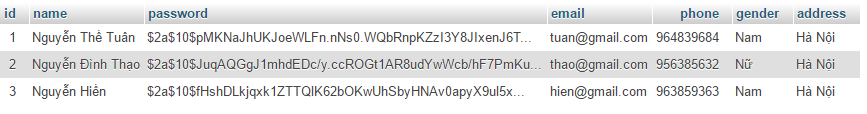 id name password email phone gender address
1 Nguyễn Thế Tuân $2a$10$pMKNaJhUKJoeWLFn.nNs0.WQbRnpKZzI3Y8JIxenJ6T... tuan@gmail.com 964839684 Nam Hà Nội
2 Nguyễn Đình Thạo $2a$10$JuqAQGgJ1mhdEDc/y.ccROGt1AR8udYwWcb/hF7PmKu... thao@gmail.com 956385632 Nữ Hà Nội
3 Nguyễn Hiền $2a$10$fHshDLkjqxk1ZTTQIK62bOKwUhSbyHNAv0apyX9ul5x... hien@gmail.com 963859363 Nam Hà Nội